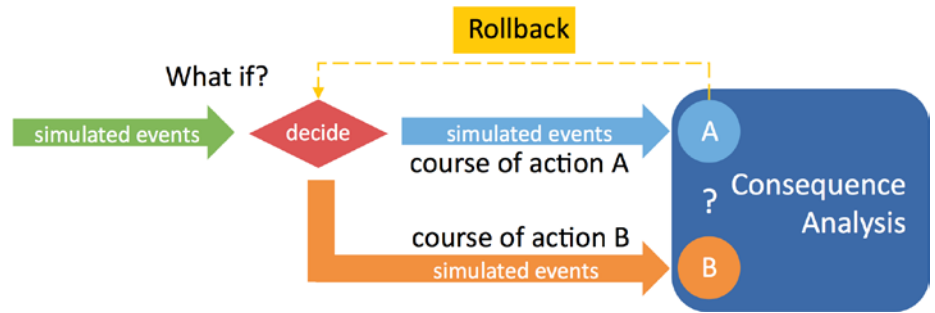 Rollback
What if?
simulated events
decide
simulated events
A
course of action A
?
Consequence
Analysis
course of action B
simulated events
B